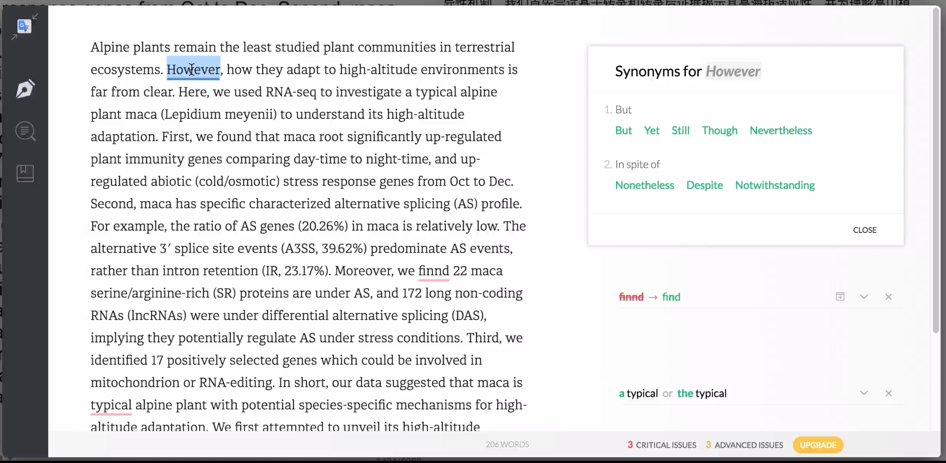 Alpine plants remain the least studied plant communities in terrestrial
ecosystems. However, how they adapt to high-altitude environments is
far from clear. Here, we used RNA-seq to investigate a typical alpine
plant maca (Lepidium meyenii) to understand its high-altitude
adaptation. First, we found that maca root significantly up-regulated
plant immunity genes comparing day-time to night-time, and up-
regulated abiotic (cold/osmotic) stress response genes from Oct to Dec.
Second, maca has specific characterized alternative splicing (AS) profile.
For example, the ratio of AS genes (20.26%) in maca is relatively low. The
alternative 3′ splice site events (A3SS, 39.62%) predominate AS events,
rather than intron retention (IR, 23.17%). Moreover, we finnd 22 maca
serine/arginine-rich (SR) proteins are under AS, and 172 long non-coding
RNAs (lncRNAs) were under differential alternative splicing (DAS),
implying they potentially regulate AS under stress conditions. Third, we
identified 17 positively selected genes which could be involved in
mitochondrion or RNA-editing. In short, our data suggested that maca is
typical alpine plant with potential species-specific mechanisms for high-
altitude adaptation. We first attempted to unveil its high-altitude
206 WORDS
Synonyms for However
1. But
But Yet Still Though Nevertheless
2. In spite of
Nonetheless Despite Notwithstanding
CLOSE
finnd → find
a typical or the typical
3 CRITICAL ISSUES 3 ADVANCED ISSUES UPGRADE